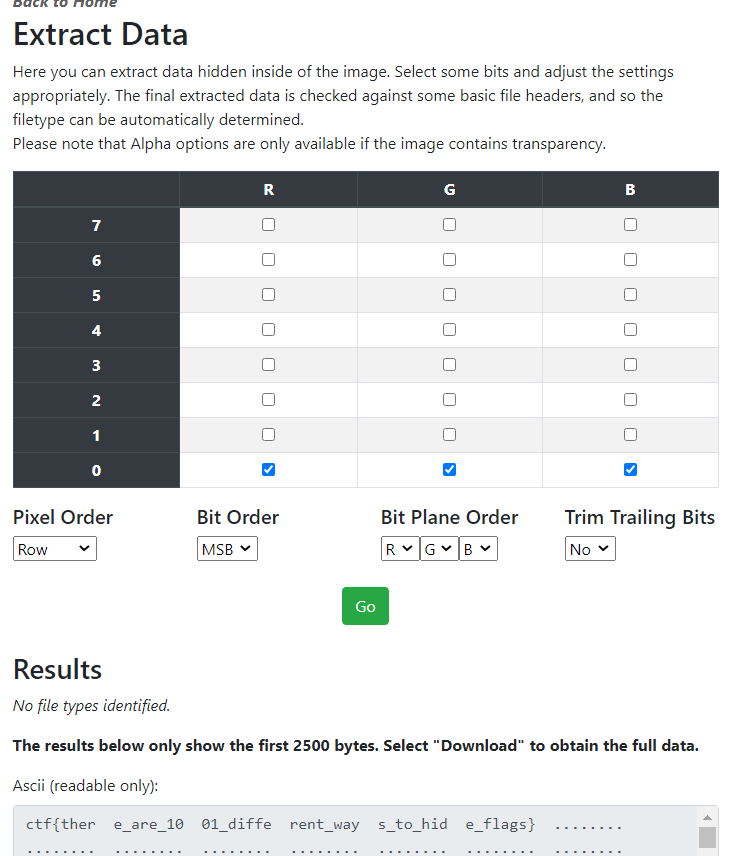 Back to Home
Extract Data
Here you can extract data hidden inside of the image. Select some bits and adjust the settings
appropriately. The final extracted data is checked against some basic file headers, and so the
filetype can be automatically determined.
Please note that Alpha options are only available if the image contains transparency.
R G B
7
6
5
4
3
2
1
0
Pixel Order Bit Order Bit Plane Order Trim Trailing Bits
Row MSB R G B No
Go
Results
No file types identified.
The results below only show the first 2500 bytes. Select "Download" to obtain the full data.
Ascii (readable only):
ctf{ther e_are_10 01_diffe rent_way s_to_hid e_flags} ........
........ ........ ........ ........ ........ ........ ........